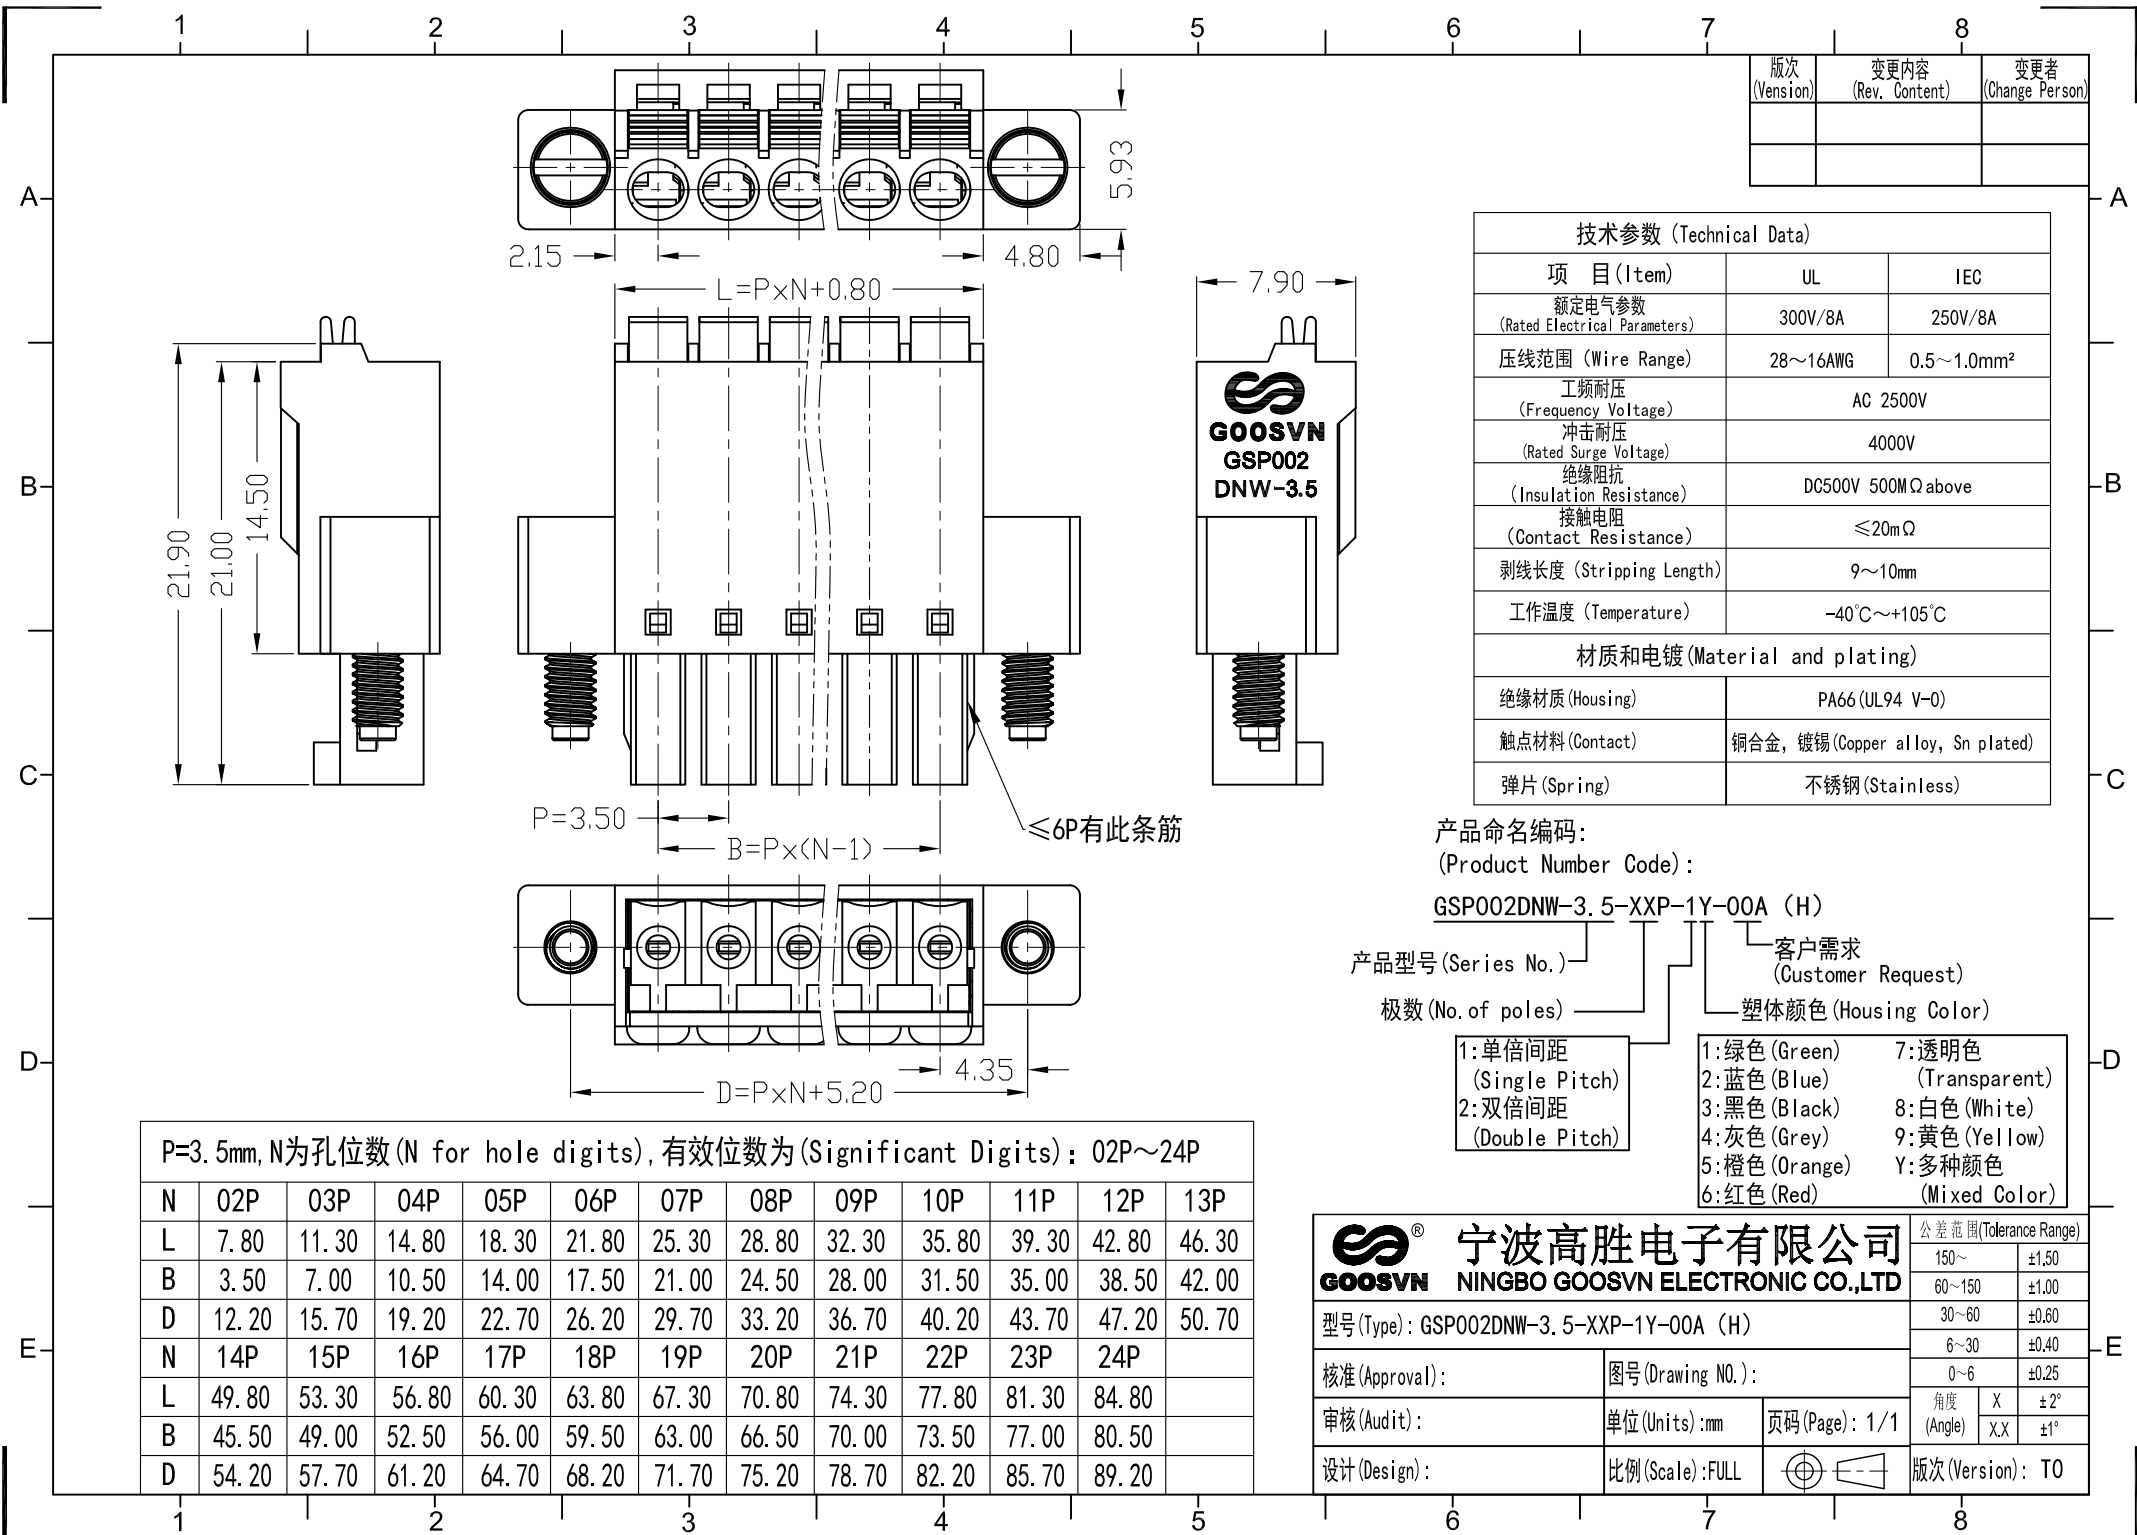 1 2 3 4 5 6 7 8
版次 变更内容 变更者
(Vension) (Rev. Content) (Change Person)
A A
5.93
2.15 4.80
L=P×N+0.80 7.90
技术参数 (Technical Data)
项 目(Item) UL IEC
额定电气参数
(Rated Electrical Parameters) 300V/8A 250V/8A
压线范围 (Wire Range) 28～16AWG 0.5～1.0mm²
工频耐压
(Frequency Voltage) AC 2500V
冲击耐压
(Rated Surge Voltage) 4000V
绝缘阻抗
(Insulation Resistance) DC500V 500MΩabove
接触电阻
(Contact Resistance) ≤20mΩ
剥线长度 (Stripping Length) 9～10mm
工作温度 (Temperature) -40℃～+105℃
材质和电镀(Material and plating)
绝缘材质(Housing) PA66(UL94 V-0)
触点材料(Contact) 铜合金, 镀锡(Copper alloy, Sn plated)
弹片(Spring) 不锈钢(Stainless)
GOOSVN
GSP002
DNW-3.5
B B
21.90
21.00
14.50
C C
P=3.50
B=P×(N-1)
≤6P有此条筋
产品命名编码:
(Product Number Code):
GSP002DNW-3.5-XXP-1Y-00A (H)
产品型号(Series No.)
客户需求
(Customer Request)
极数(No.of poles)
塑体颜色(Housing Color)
1:单倍间距
(Single Pitch)
2:双倍间距
(Double Pitch)
1:绿色(Green) 7:透明色
2:蓝色(Blue) (Transparent)
3:黑色(Black) 8:白色(White)
4:灰色(Grey) 9:黄色(Yellow)
5:橙色(Orange) Y:多种颜色
6:红色(Red) (Mixed Color)
D D
4.35
D=P×N+5.20
P=3.5mm,N为孔位数(N for hole digits),有效位数为(Significant Digits): 02P～24P
N 02P 03P 04P 05P 06P 07P 08P 09P 10P 11P 12P 13P
L 7.80 11.30 14.80 18.30 21.80 25.30 28.80 32.30 35.80 39.30 42.80 46.30
B 3.50 7.00 10.50 14.00 17.50 21.00 24.50 28.00 31.50 35.00 38.50 42.00
D 12.20 15.70 19.20 22.70 26.20 29.70 33.20 36.70 40.20 43.70 47.20 50.70
N 14P 15P 16P 17P 18P 19P 20P 21P 22P 23P 24P
L 49.80 53.30 56.80 60.30 63.80 67.30 70.80 74.30 77.80 81.30 84.80
B 45.50 49.00 52.50 56.00 59.50 63.00 66.50 70.00 73.50 77.00 80.50
D 54.20 57.70 61.20 64.70 68.20 71.70 75.20 78.70 82.20 85.70 89.20
E E
® 宁波高胜电子有限公司
GOOSVN NINGBO GOOSVN ELECTRONIC CO.,LTD
公差范围(Tolerance Range)
150～ ±1.50
60～150 ±1.00
30～60 ±0.60
6～30 ±0.40
0～6 ±0.25
角度 X ±2°
(Angle) X.X ±1°
型号(Type): GSP002DNW-3.5-XXP-1Y-00A (H)
核准(Approval): 图号(Drawing NO.):
审核(Audit): 单位(Units):mm 页码(Page): 1/1
设计(Design): 比例(Scale):FULL 版次(Version): T0
1 2 3 4 5 6 7 8